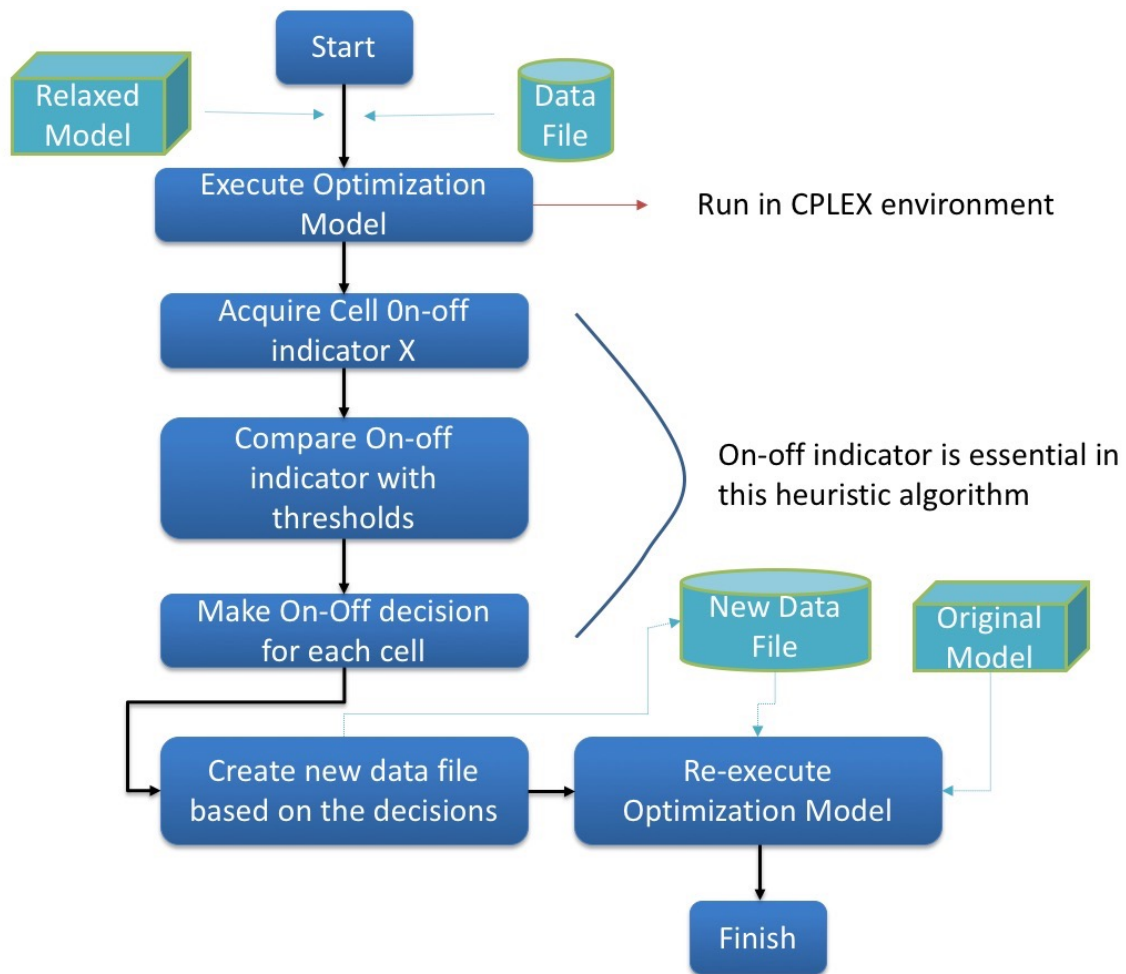 Start
Relaxed
Model
Data
File
Execute Optimization
Model
Run in CPLEX environment
Acquire Cell 0n-off
indicator X
Compare On-off
indicator with
thresholds
On-off indicator is essential in
this heuristic algorithm
Make On-Off decision
for each cell
New Data
File
Original
Model
Create new data file
based on the decisions
Re-execute
Optimization Model
Finish